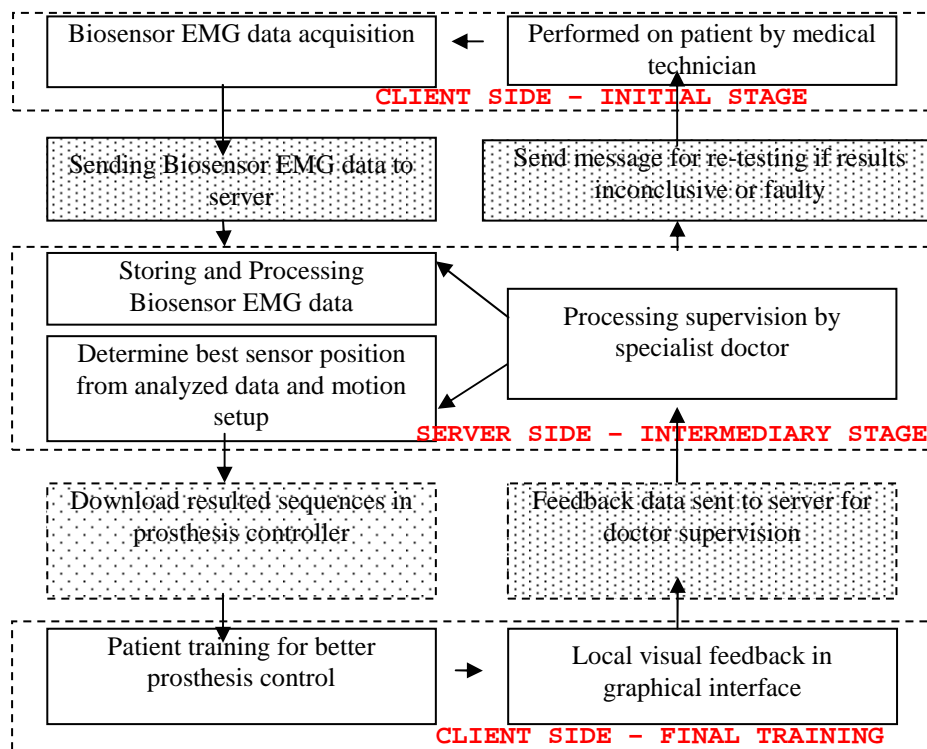 Biosensor EMG data acquisition
Performed on patient by medical
technician
CLIENT SIDE – INITIAL STAGE
Sending Biosensor EMG data to
server
Send message for re-testing if results
inconclusive or faulty
Storing and Processing
Biosensor EMG data
Determine best sensor position
from analyzed data and motion
setup
Processing supervision by
specialist doctor
SERVER SIDE – INTERMEDIARY STAGE
Download resulted sequences in
prosthesis controller
Feedback data sent to server for
doctor supervision
Patient training for better
prosthesis control
Local visual feedback in
graphical interface
CLIENT SIDE – FINAL TRAINING